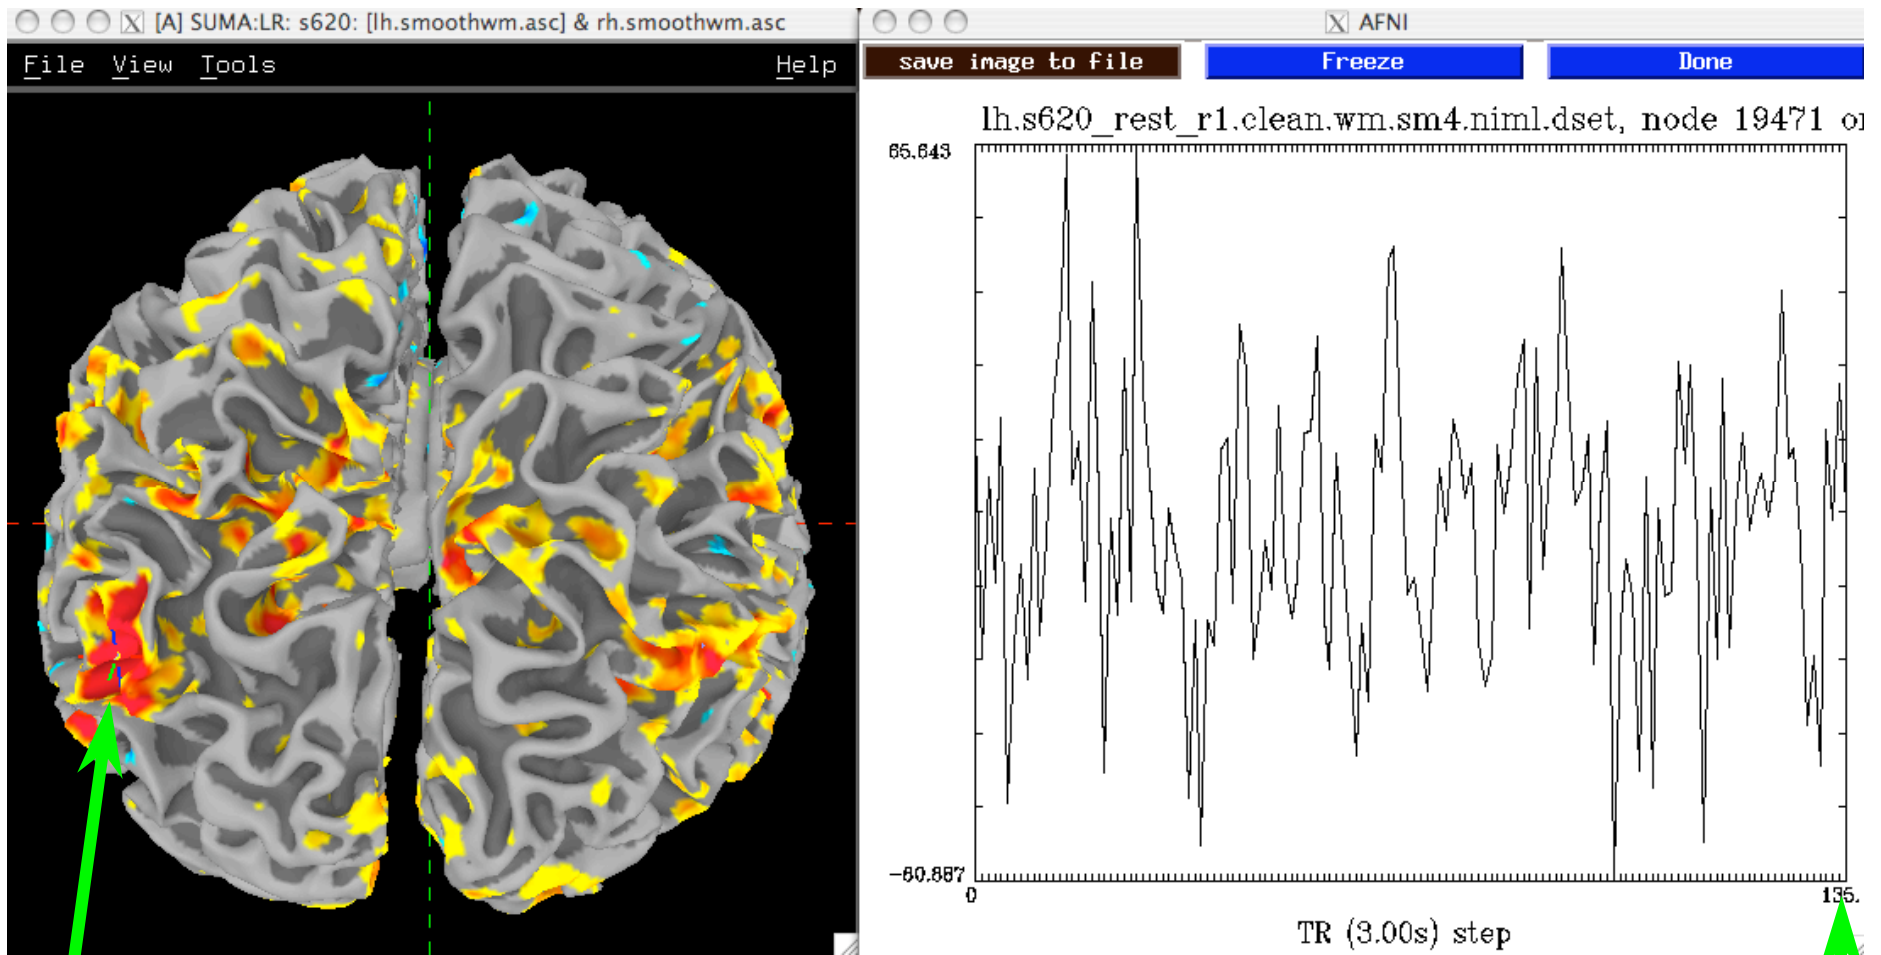 [A] SUMA:LR: s620: [lh.smoothwm.asc] & rh.smoothwm.asc
File View Tools Help
X AFNI
save image to file Freeze Done
lh.s620_rest_r1.clean.wm.sm4.niml.dset, node 19471
65.643
-60.887
0 135.
TR (3.00s) step